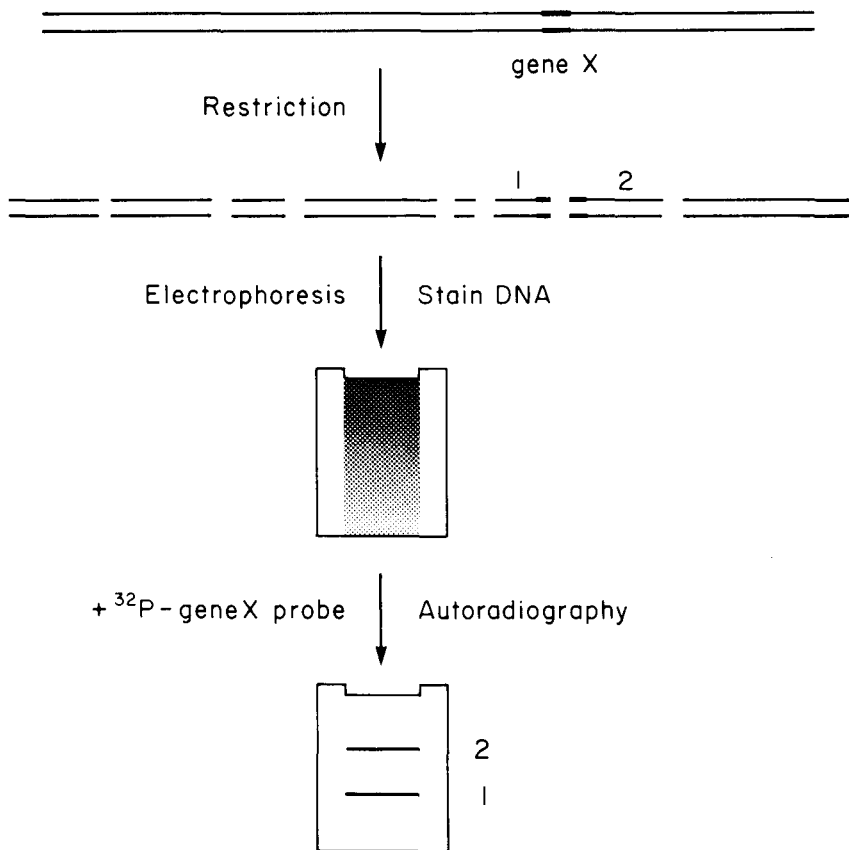 gene X
Restriction
1 2
Electrophoresis Stain DNA
+ ³²P-geneX probe Autoradiography
2
1